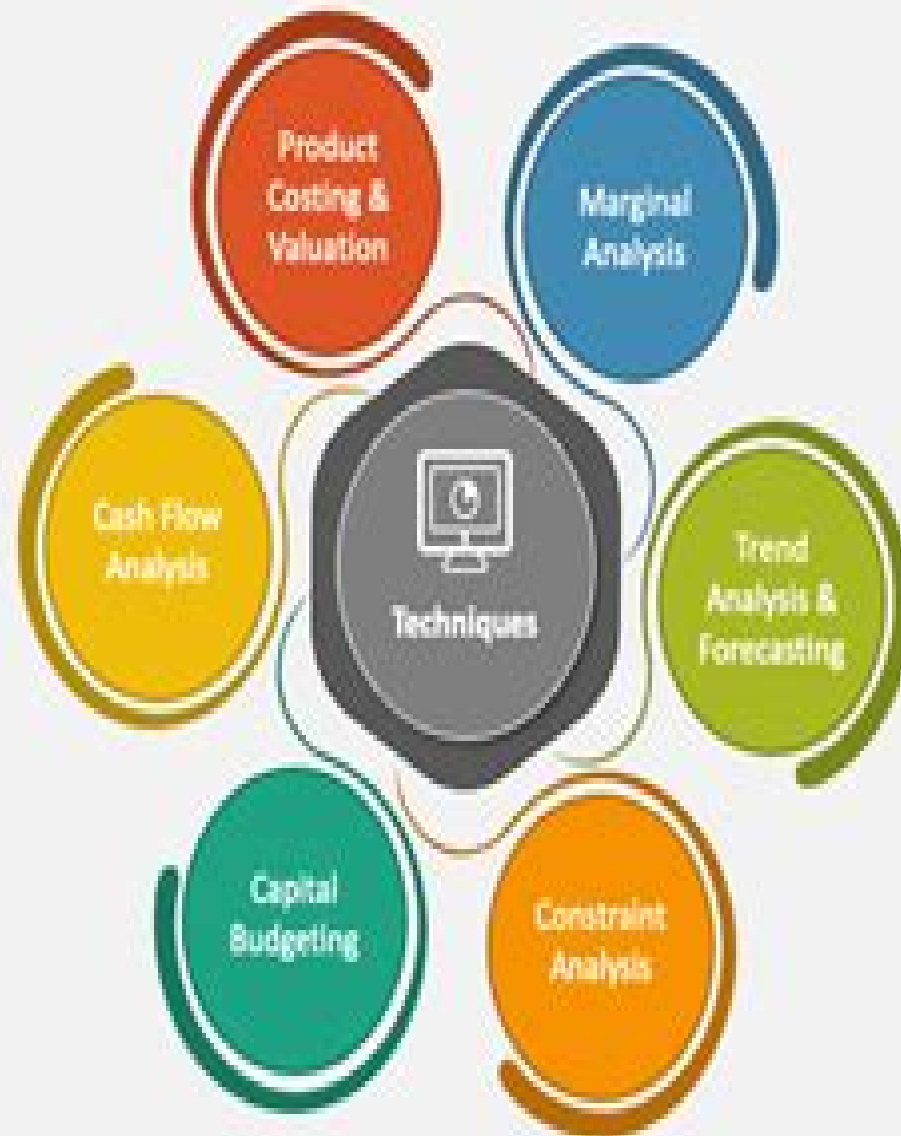 Product
Costing &
Valuation
Marginal
Analysis
Cash Flow
Analysis
Techniques
Trend
Analysis &
Forecasting
Capital
Budgeting
Constraint
Analysis